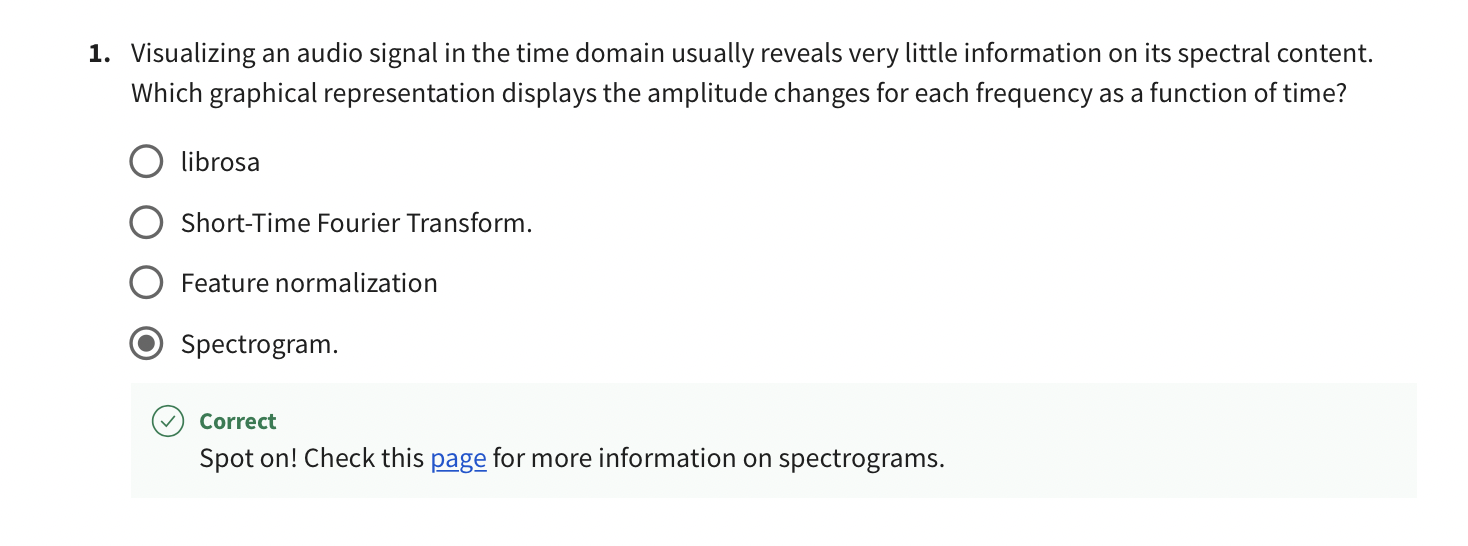 1. Visualizing an audio signal in the time domain usually reveals very little information on its spectral content.
Which graphical representation displays the amplitude changes for each frequency as a function of time?
librosa
Short-Time Fourier Transform.
Feature normalization
Spectrogram.
Correct
Spot on! Check this page for more information on spectrograms.